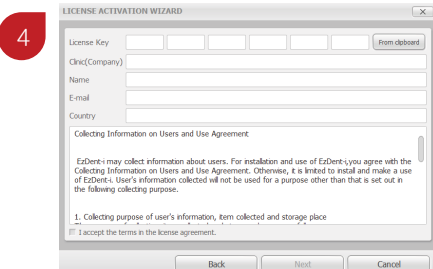 4
LICENSE ACTIVATION WIZARD
License Key
From clipboard
Clinic(Company)
Name
E-mail
Country
Collecting Information on Users and Use Agreement
EzDent-i may collect information about users. For installation and use of EzDent-i,you agree with the
Collecting Information on Users and Use Agreement. Otherwise, it is limited to install and make a use
of EzDent-i. User's information collected will not be used for a purpose other than that is set out in
the following collecting purpose.
1. Collecting purpose of user's information, item collected and storage place
I accept the terms in the license agreement.
Back Next Cancel